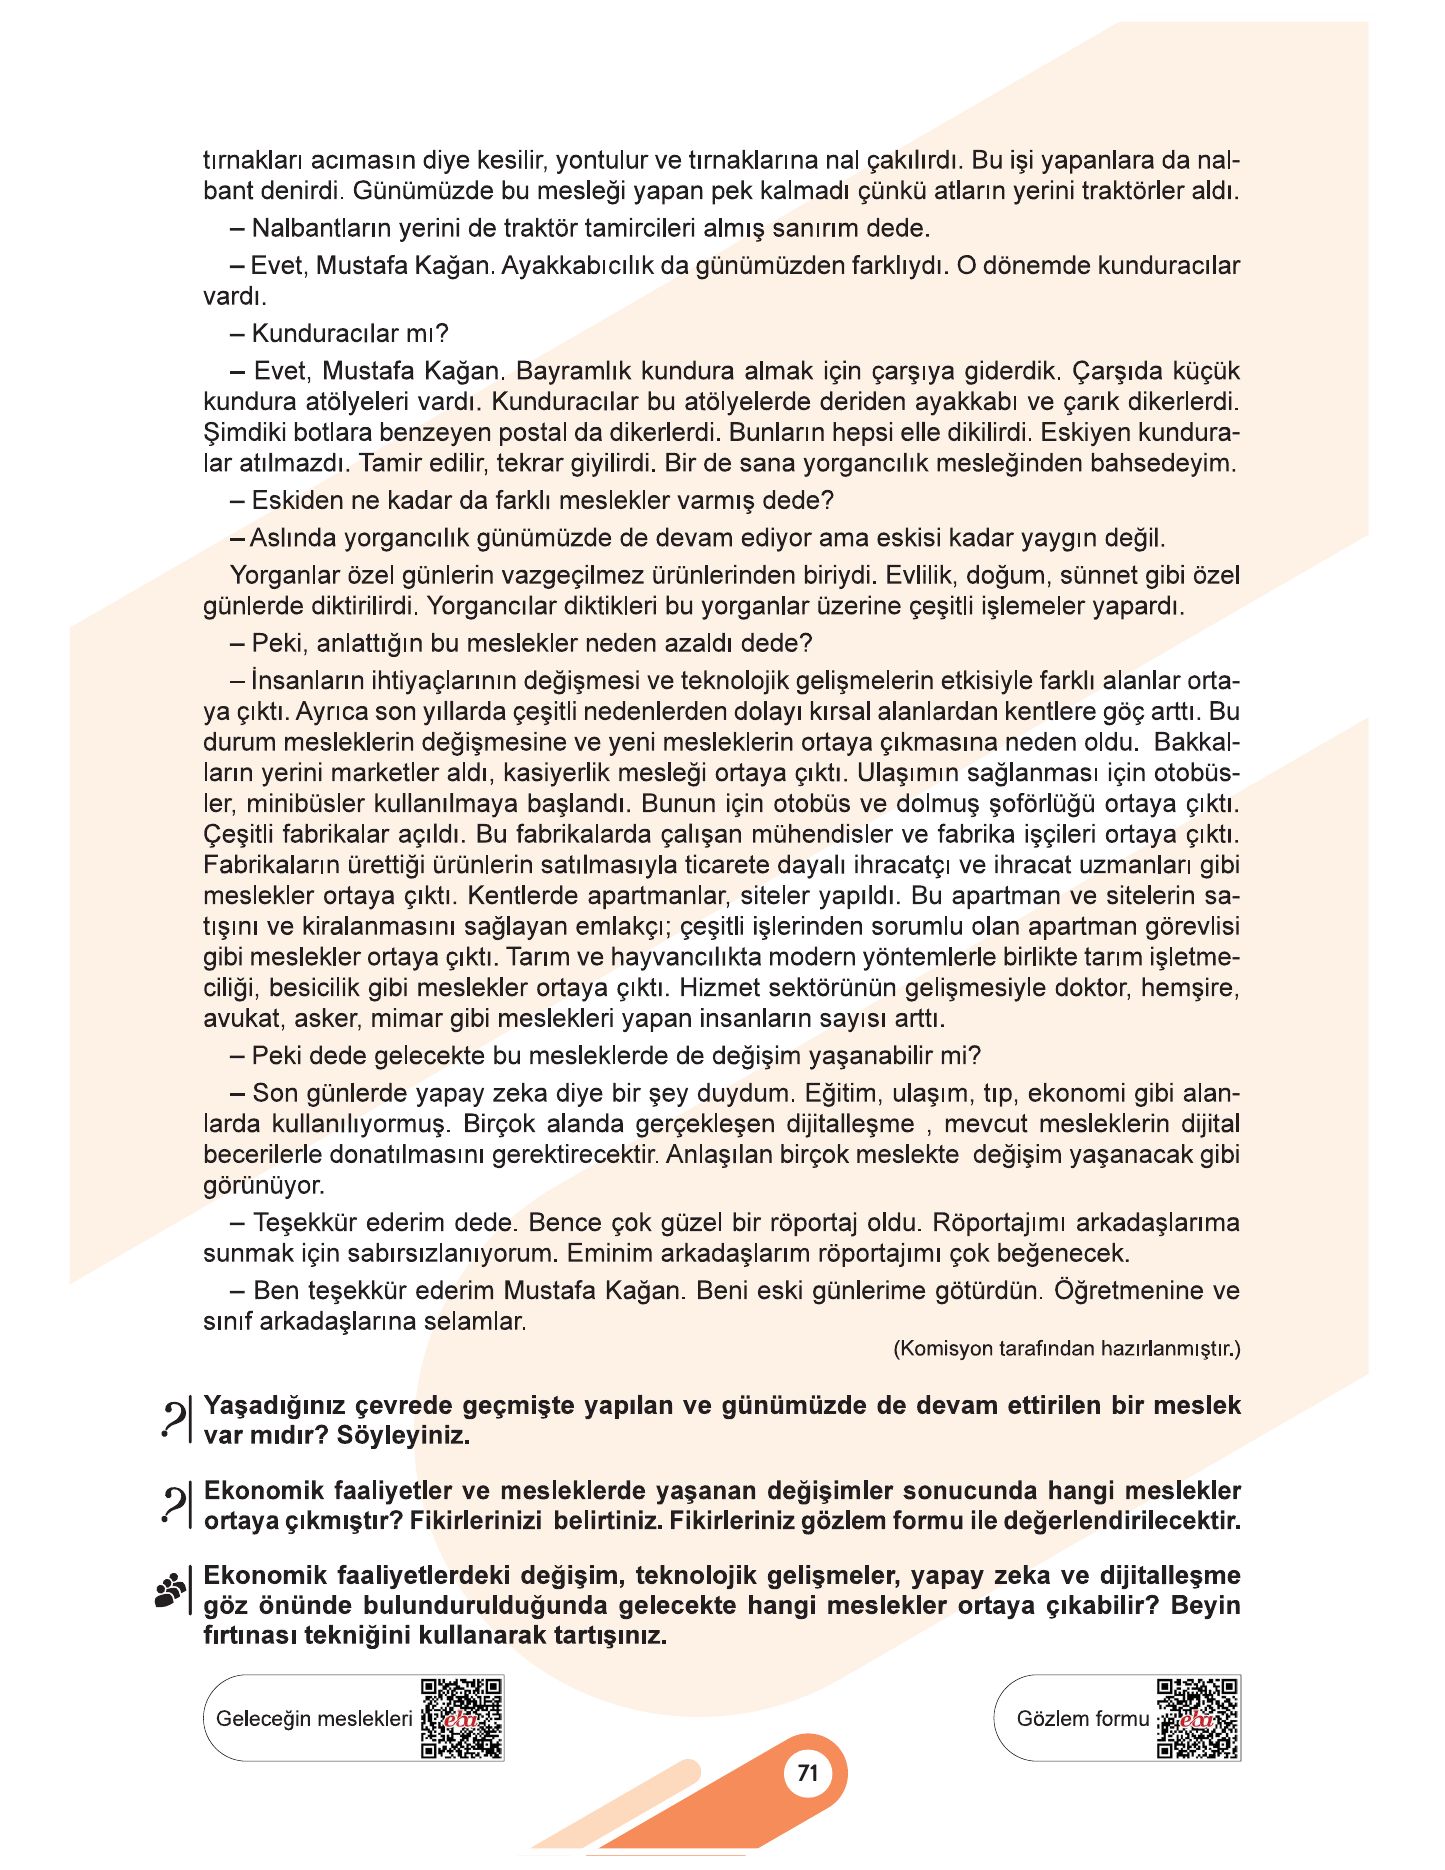 tırnakları acımasın diye kesilir, yontulur ve tırnaklarına nal çakılırdı. Bu işi yapanlara da nal-
bant denirdi. Günümüzde bu mesleği yapan pek kalmadı çünkü atların yerini traktörler aldı.
– Nalbantların yerini de traktör tamircileri almış sanırım dede.
– Evet, Mustafa Kağan. Ayakkabıcılık da günümüzden farklıydı. O dönemde kunduracılar
vardı.
– Kunduracılar mı?
– Evet, Mustafa Kağan. Bayramlık kundura almak için çarşıya giderdik. Çarşıda küçük
kundura atölyeleri vardı. Kunduracılar bu atölyelerde deriden ayakkabı ve çarık dikerlerdi.
Şimdiki botlara benzeyen postal da dikerlerdi. Bunların hepsi elle dikilirdi. Eskiyen kundura-
lar atılmazdı. Tamir edilir, tekrar giyilirdi. Bir de sana yorgancılık mesleğinden bahsedeyim.
– Eskiden ne kadar da farklı meslekler varmış dede?
– Aslında yorgancılık günümüzde de devam ediyor ama eskisi kadar yaygın değil.
Yorganlar özel günlerin vazgeçilmez ürünlerinden biriydi. Evlilik, doğum, sünnet gibi özel
günlerde diktirilirdi. Yorgancılar diktikleri bu yorganlar üzerine çeşitli işlemeler yapardı.
– Peki, anlattığın bu meslekler neden azaldı dede?
– İnsanların ihtiyaçlarının değişmesi ve teknolojik gelişmelerin etkisiyle farklı alanlar orta-
ya çıktı. Ayrıca son yıllarda çeşitli nedenlerden dolayı kırsal alanlardan kentlere göç arttı. Bu
durum mesleklerin değişmesine ve yeni mesleklerin ortaya çıkmasına neden oldu. Bakkal-
ların yerini marketler aldı, kasiyerlik mesleği ortaya çıktı. Ulaşımın sağlanması için otobüs-
ler, minibüsler kullanılmaya başlandı. Bunun için otobüs ve dolmuş şoförlüğü ortaya çıktı.
Çeşitli fabrikalar açıldı. Bu fabrikalarda çalışan mühendisler ve fabrika işçileri ortaya çıktı.
Fabrikaların ürettiği ürünlerin satılmasıyla ticarete dayalı ihracatçı ve ihracat uzmanları gibi
meslekler ortaya çıktı. Kentlerde apartmanlar, siteler yapıldı. Bu apartman ve sitelerin sa-
tışını ve kiralanmasını sağlayan emlakçı; çeşitli işlerinden sorumlu olan apartman görevlisi
gibi meslekler ortaya çıktı. Tarım ve hayvancılıkta modern yöntemlerle birlikte tarım işletme-
ciliği, besicilik gibi meslekler ortaya çıktı. Hizmet sektörünün gelişmesiyle doktor, hemşire,
avukat, asker, mimar gibi meslekleri yapan insanların sayısı arttı.
– Peki dede gelecekte bu mesleklerde de değişim yaşanabilir mi?
– Son günlerde yapay zeka diye bir şey duydum. Eğitim, ulaşım, tıp, ekonomi gibi alan-
larda kullanılıyormuş. Birçok alanda gerçekleşen dijitalleşme , mevcut mesleklerin dijital
becerilerle donatılmasını gerektirecektir. Anlaşılan birçok meslekte değişim yaşanacak gibi
görünüyor.
– Teşekkür ederim dede. Bence çok güzel bir röportaj oldu. Röportajımı arkadaşlarıma
sunmak için sabırsızlanıyorum. Eminim arkadaşlarım röportajımı çok beğenecek.
– Ben teşekkür ederim Mustafa Kağan. Beni eski günlerime götürdün. Öğretmenine ve
sınıf arkadaşlarına selamlar.
(Komisyon tarafından hazırlanmıştır.)
? Yaşadığınız çevrede geçmişte yapılan ve günümüzde de devam ettirilen bir meslek
var mıdır? Söyleyiniz.
? Ekonomik faaliyetler ve mesleklerde yaşanan değişimler sonucunda hangi meslekler
ortaya çıkmıştır? Fikirlerinizi belirtiniz. Fikirleriniz gözlem formu ile değerlendirilecektir.
Ekonomik faaliyetlerdeki değişim, teknolojik gelişmeler, yapay zeka ve dijitalleşme
göz önünde bulundurulduğunda gelecekte hangi meslekler ortaya çıkabilir? Beyin
fırtınası tekniğini kullanarak tartışınız.
Geleceğin meslekleri eba
Gözlem formu eba
71